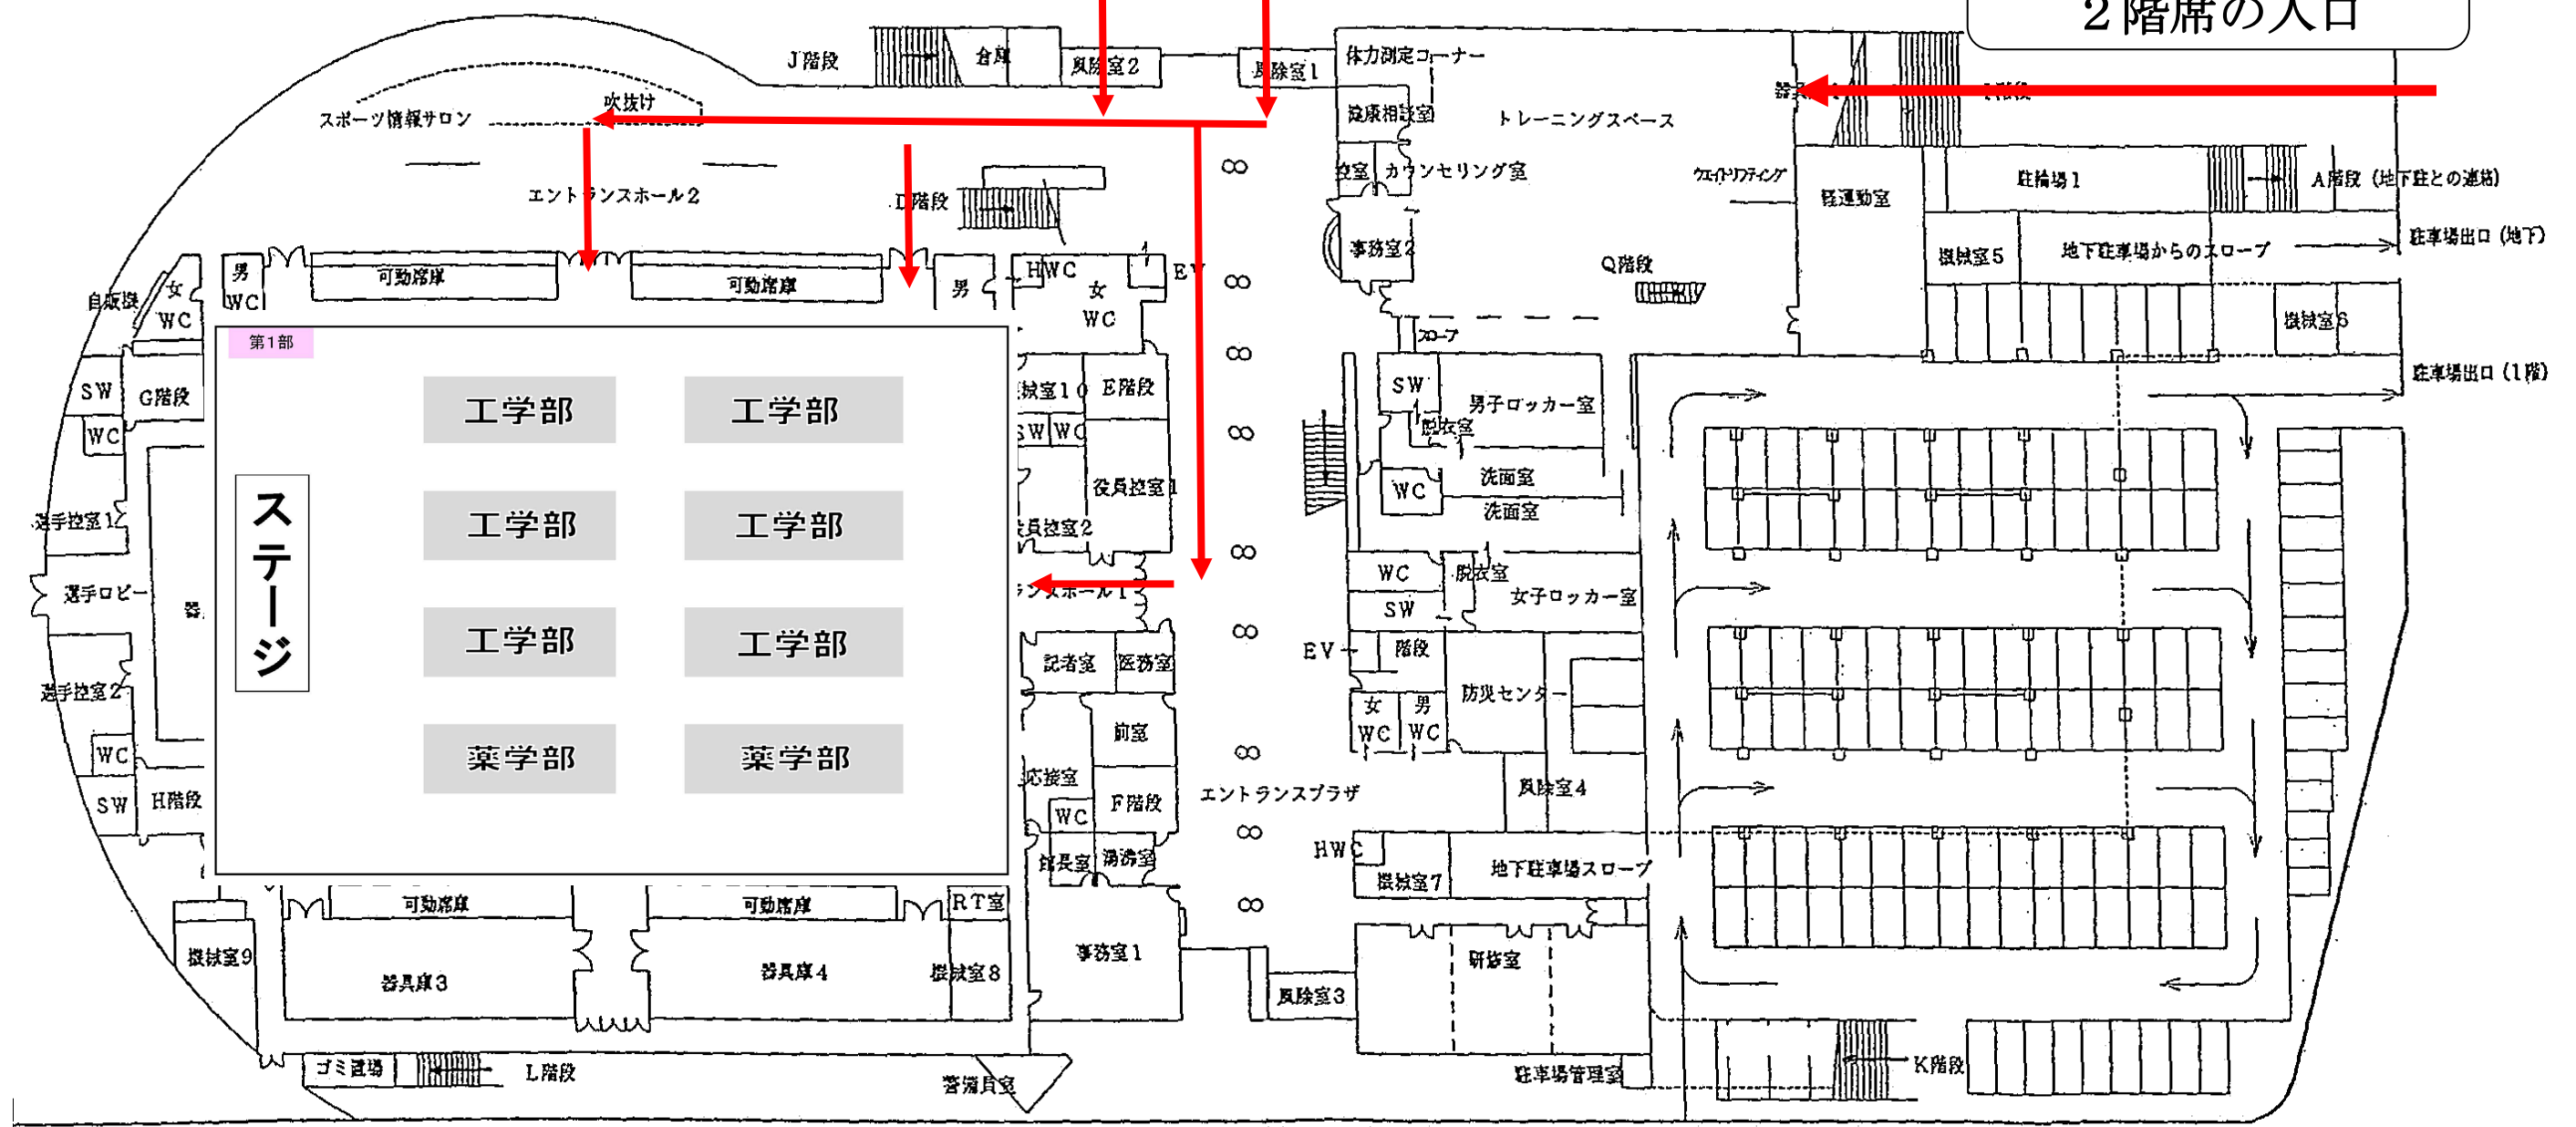 2階席の入口
J階段
倉庫
風除室2
風除室1
体力測定コーナー
吹抜け
スポーツ情報サロン
健康相談室
トレーニングスペース
カウンセリング室
ウエイトリフティング
エントランスホール2
D階段
軽運動室
駐輪場1
A階段 (地下駐との連絡)
事務室2
機械室5
地下駐車場からのスロープ
駐車場出口 (地下)
Q階段
男
WC
可動席庫
可動席庫
男
HWC
女
WC
EV
自販機
女
WC
スロープ
機械室6
第1部
駐車場出口 (1階)
SW
G階段
WC
工学部
工学部
E階段
SW
WC
SW
男子ロッカー室
脱衣室
役員控室1
WC
洗面室
洗面室
ステージ
選手控室1
工学部
工学部
員控室2
選手ロビー
器
WC
脱衣室
SW
女子ロッカー室
工学部
工学部
記者室
医務室
EV
階段
選手控室2
防災センター
女
WC
男
WC
前室
WC
薬学部
薬学部
応接室
SW
H階段
WC
F階段
エントランスプラザ
風除室4
HWC
館長室
湯沸室
機械室7
地下駐車場スロープ
可動席庫
可動席庫
RT室
機械室9
器具庫3
器具庫4
機械室8
事務室1
風除室3
研修室
ゴミ置場
L階段
警備員室
駐車場管理室
K階段